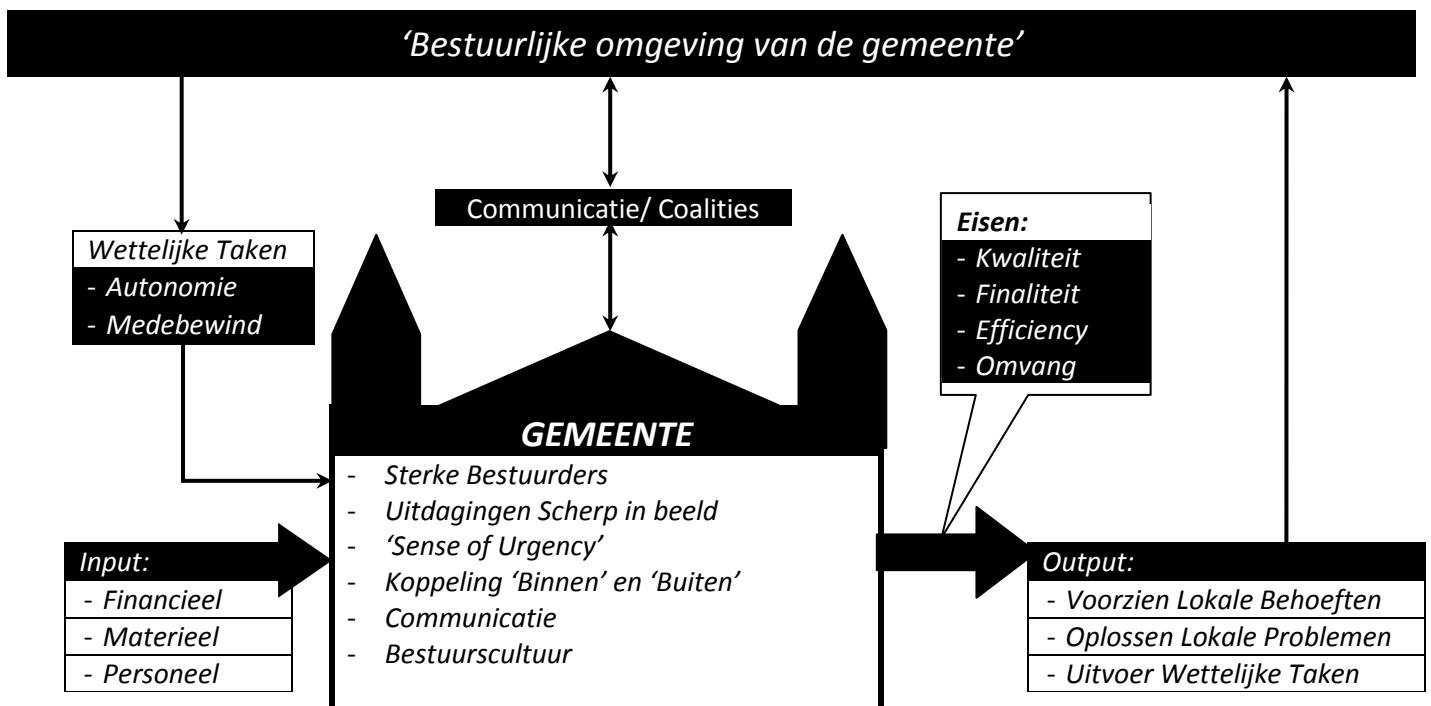 ‘Bestuurlijke omgeving van de gemeente’
Communicatie/ Coalities
Wettelijke Taken
- Autonomie
- Medebewind
Eisen:
- Kwaliteit
- Finaliteit
- Efficiency
- Omvang
GEMEENTE
- Sterke Bestuurders
- Uitdagingen Scherp in beeld
- ‘Sense of Urgency’
- Koppeling ‘Binnen’ en ‘Buiten’
- Communicatie
- Bestuurscultuur
Input:
- Financieel
- Materieel
- Personeel
Output:
- Voorzien Lokale Behoeften
- Oplossen Lokale Problemen
- Uitvoer Wettelijke Taken